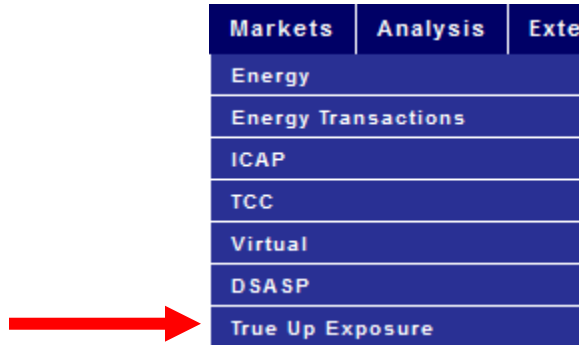 Markets Analysis Exte
Energy
Energy Transactions
ICAP
TCC
Virtual
DSASP
True Up Exposure